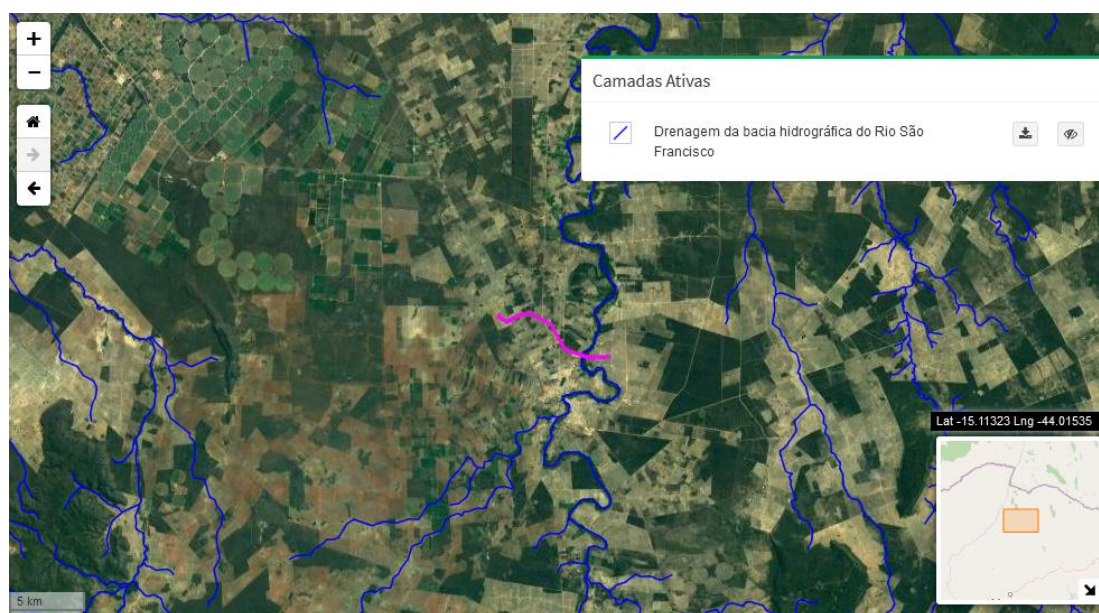 +
−
Camadas Ativas
Drenagem da bacia hidrográfica do Rio São
Francisco
Lat -15.11323 Lng -44.01535
5 km